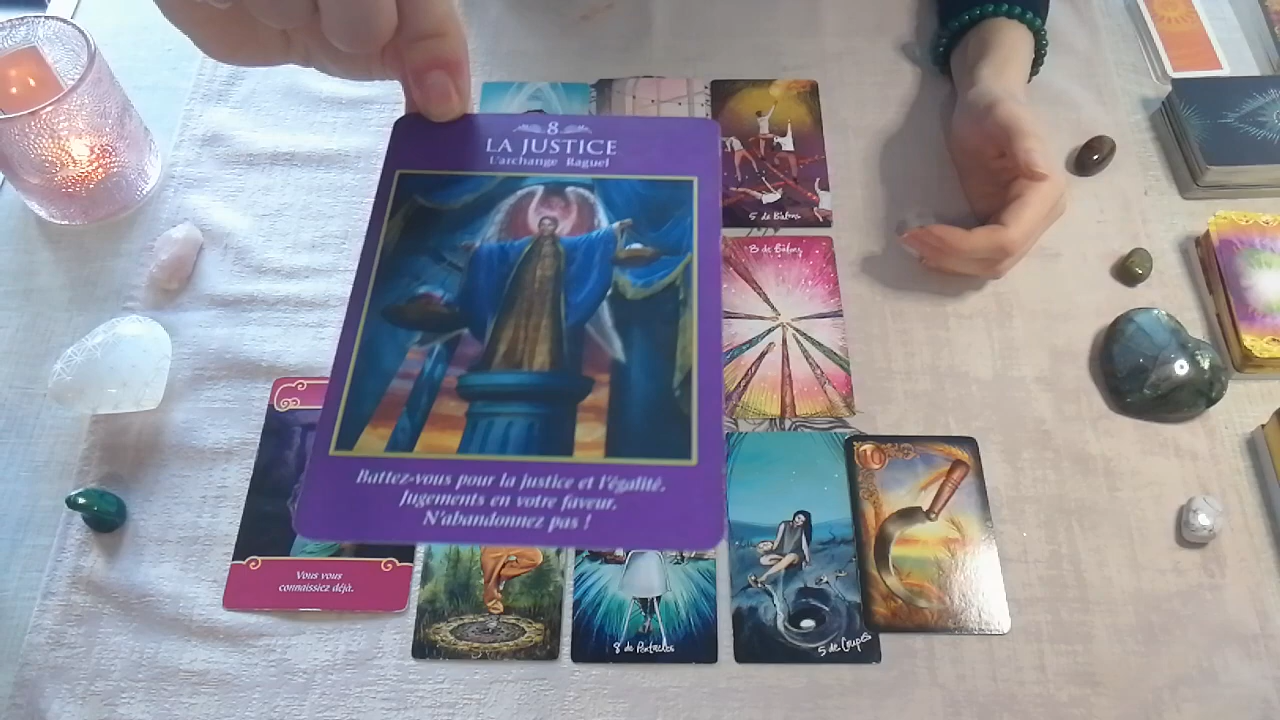 8
LA JUSTICE
L'archange Raguel
Battez-vous pour la justice et l'égalité.
Jugements en votre faveur.
N'abandonnez pas !
5 de Bâtons
8 de Bâtons
Vous vous
connaissiez déjà.
8 de Pentacles
5 de Coupes
10